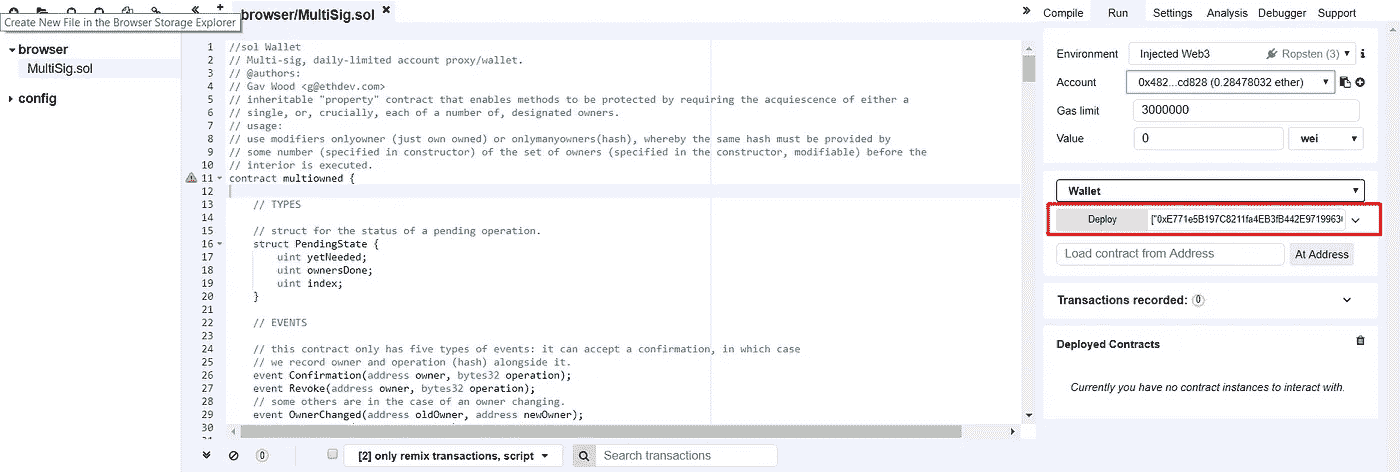 browser/MultiSig.sol
Create New File in the Browser Storage Explorer
browser
MultiSig.sol
config
1 //sol Wallet
2 // Multi-sig, daily-limited account proxy/wallet.
3 // @authors:
4 // Gav Wood <g@ethdev.com>
5 // inheritable "property" contract that enables methods to be protected by requiring the acquiescence of either a
6 // single, or, crucially, each of a number of, designated owners.
7 // usage:
8 // use modifiers onlyowner (just own owned) or onlymanyowners(hash), whereby the same hash must be provided by
9 // some number (specified in constructor) of the set of owners (specified in the constructor, modifiable) before the
10 // interior is executed.
11 contract multiowned {
12
13 // TYPES
14
15 // struct for the status of a pending operation.
16 struct PendingState {
17 uint yetNeeded;
18 uint ownersDone;
19 uint index;
20 }
21
22 // EVENTS
23
24 // this contract only has five types of events: it can accept a confirmation, in which case
25 // we record owner and operation (hash) alongside it.
26 event Confirmation(address owner, bytes32 operation);
27 event Revoke(address owner, bytes32 operation);
28 // some others are in the case of an owner changing.
29 event OwnerChanged(address oldOwner, address newOwner);
30
0
[2] only remix transactions, script
Search transactions
Compile Run Settings Analysis Debugger Support
Environment Injected Web3 Ropsten (3)
Account 0x482...cd828 (0.28478032 ether)
Gas limit 3000000
Value 0 wei
Wallet
Deploy ["0xE771e5B197C8211fa4EB3fB442E9719963
Load contract from Address At Address
Transactions recorded: 0
Deployed Contracts
Currently you have no contract instances to interact with.